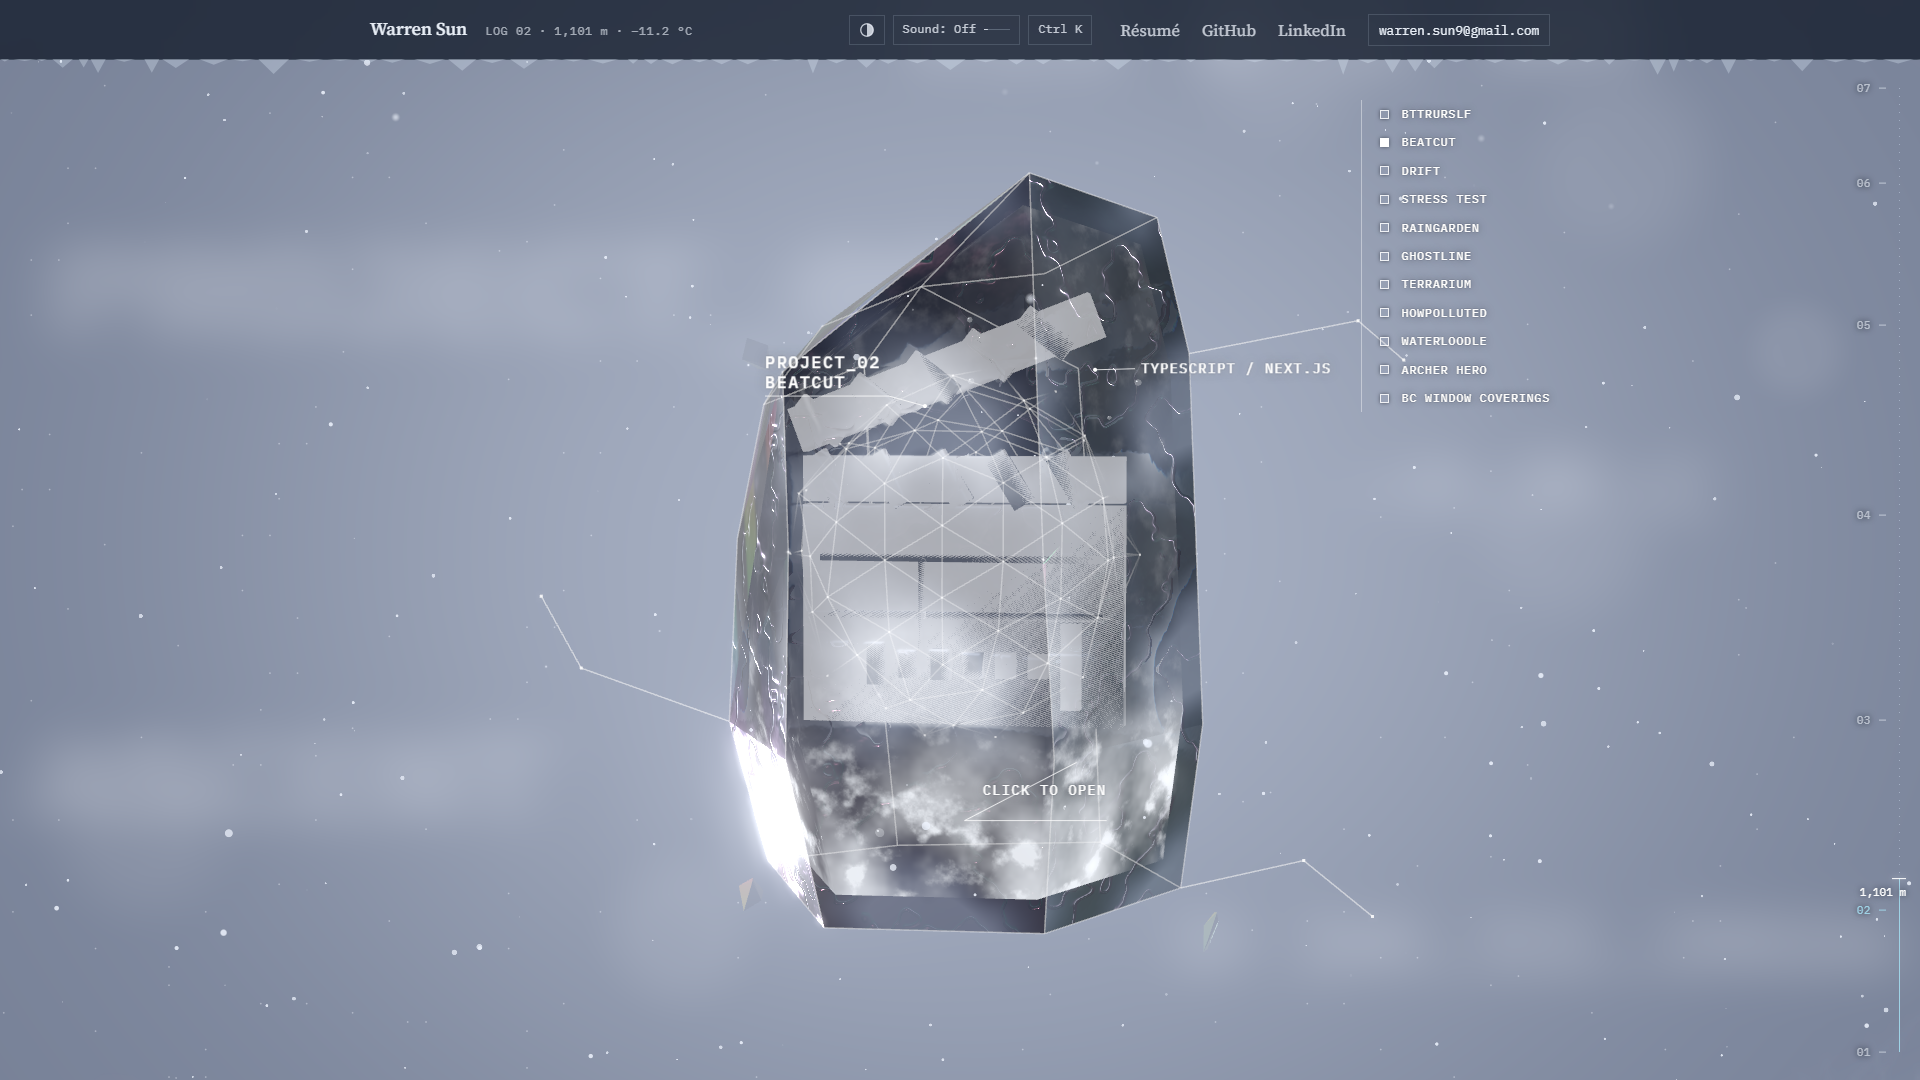 Warren Sun
LOG 02 · 1,101 m · −11.2 °C
Sound: Off
Ctrl K
Résumé
GitHub
LinkedIn
warren.sun9@gmail.com
BTTRURSLF
BEATCUT
DRIFT
STRESS TEST
RAINGARDEN
GHOSTLINE
TERRARIUM
HOWPOLLUTED
WATERLOODLE
ARCHER HERO
BC WINDOW COVERINGS
PROJECT_02
BEATCUT
TYPESCRIPT / NEXT.JS
CLICK TO OPEN
07
06
05
04
03
1,101 m
02
01